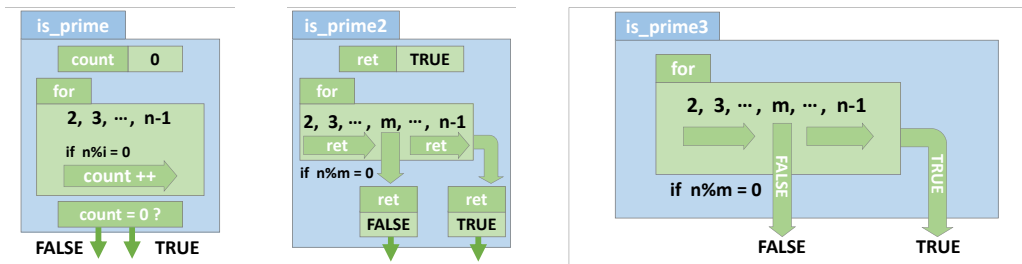 is_prime
count 0
for
2, 3, ⋯, n-1
if n%i = 0
count ++
count = 0 ?
FALSE TRUE
is_prime2
ret TRUE
for
2, 3, ⋯, m, ⋯, n-1
ret ret
if n%m = 0
ret ret
FALSE TRUE
is_prime3
for
2, 3, ⋯, m, ⋯, n-1
FALSE
TRUE
if n%m = 0
FALSE TRUE